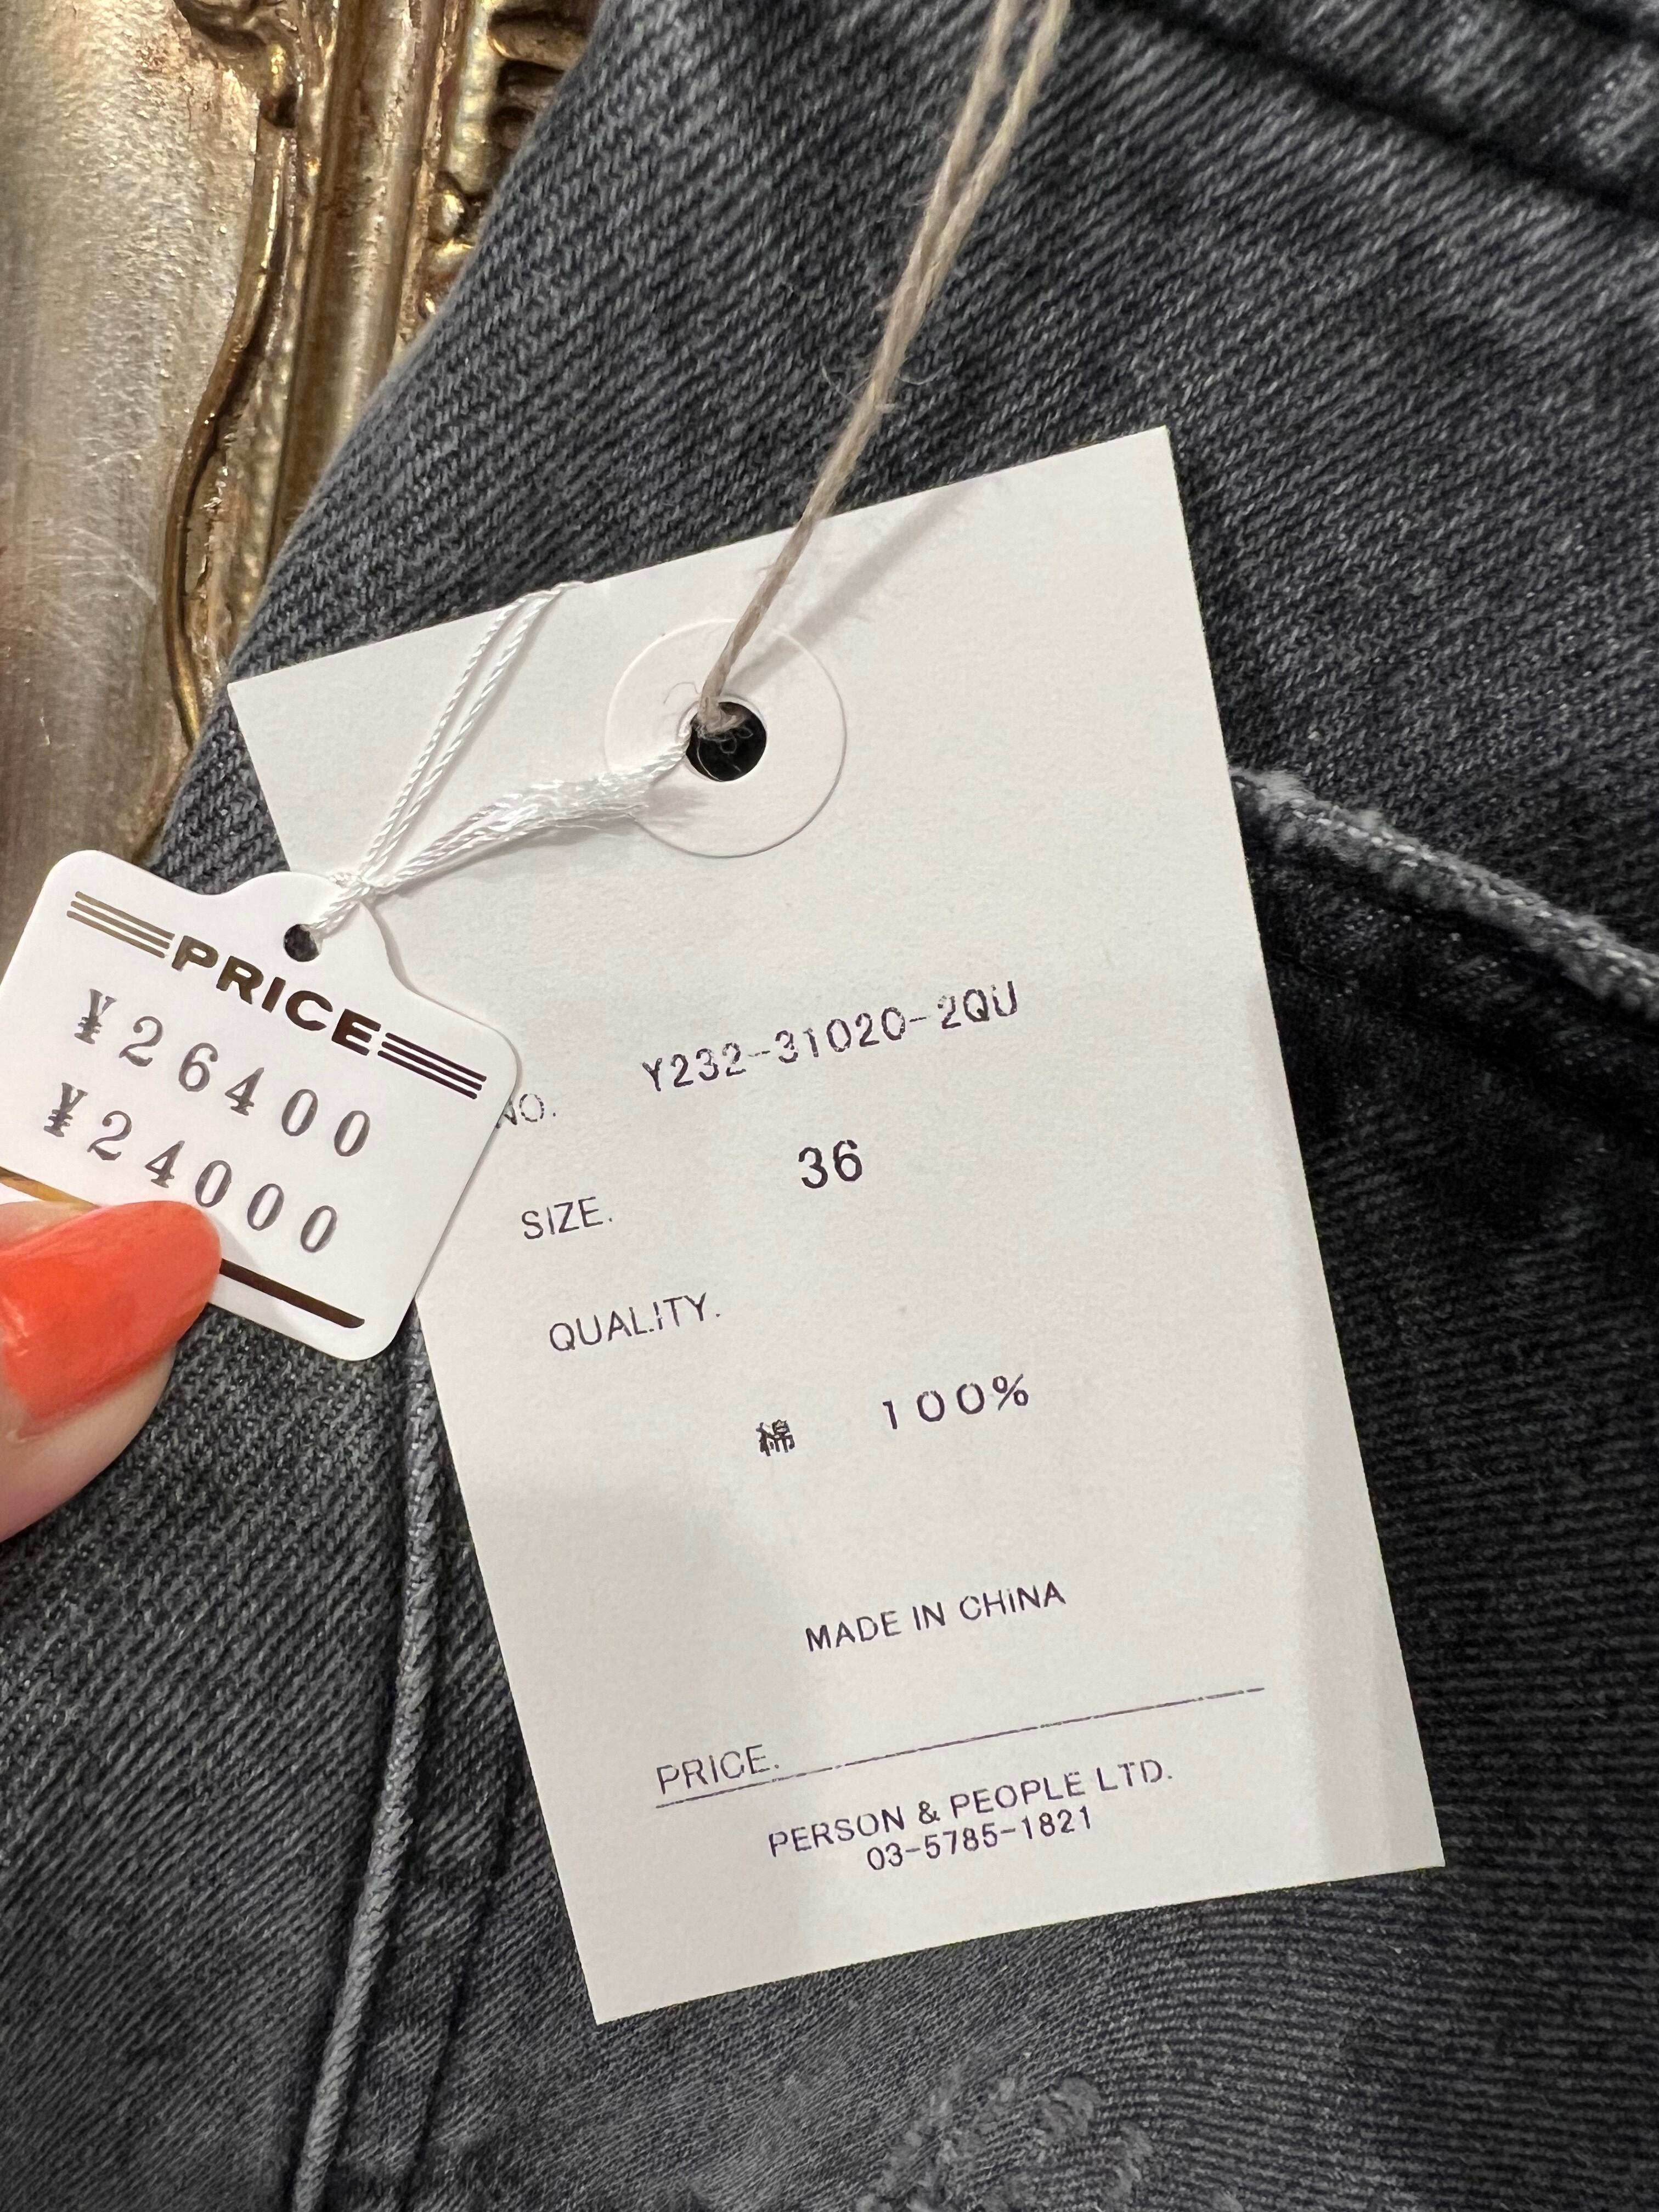 PRICE
¥26400
¥24000
NO. Y232-31020-2QU
SIZE. 36
QUALITY.
綿 100%
MADE IN CHINA
PRICE.
PERSON & PEOPLE LTD.
03-5785-1821